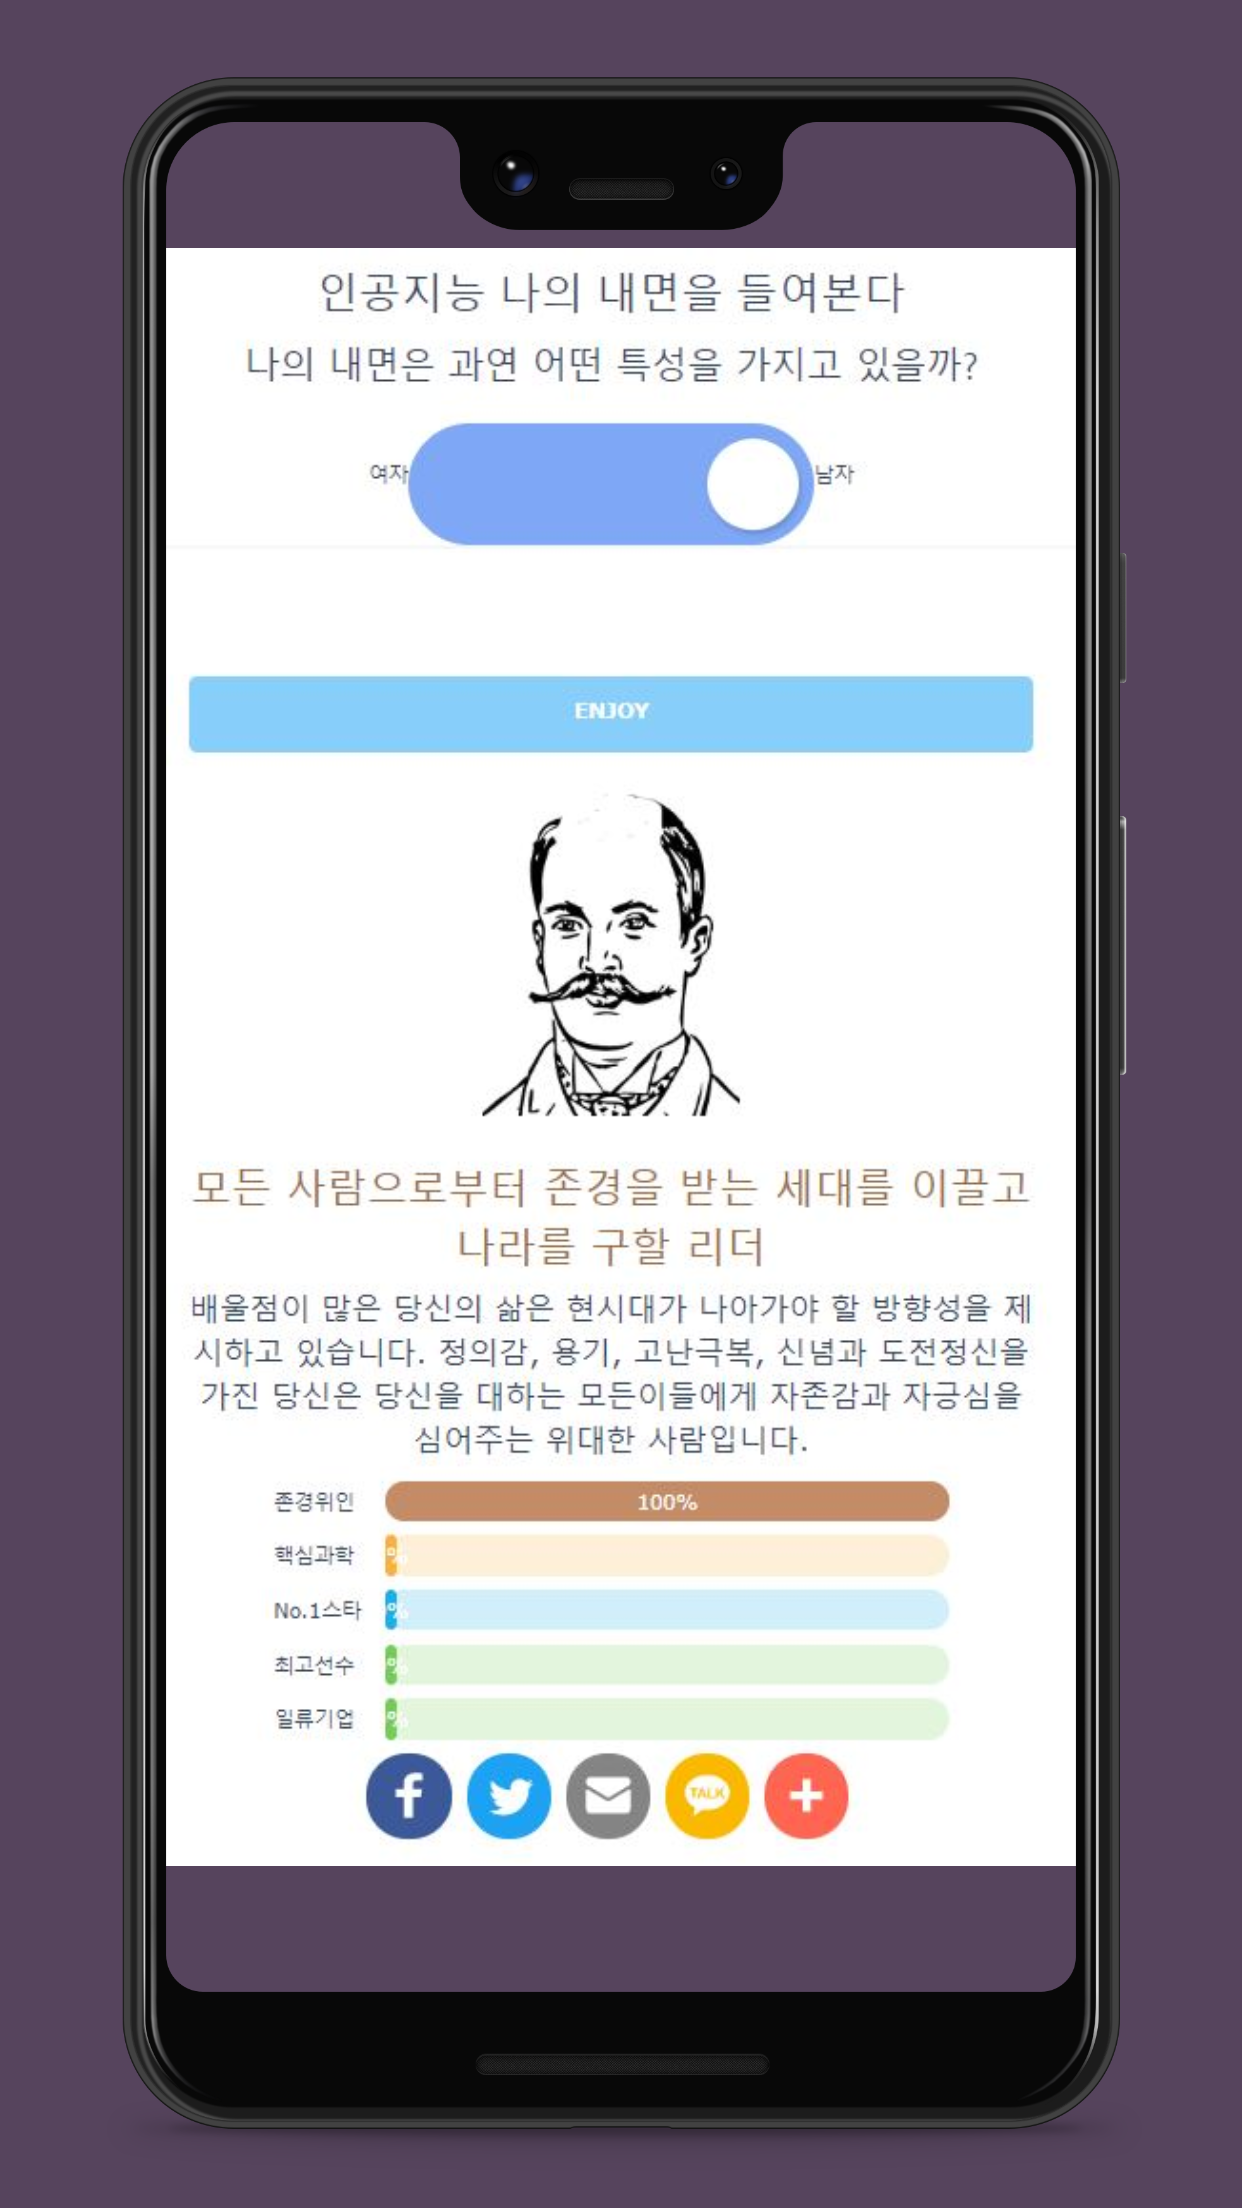 인공지능 나의 내면을 들여본다
나의 내면은 과연 어떤 특성을 가지고 있을까?
여자 남자
ENJOY
모든 사람으로부터 존경을 받는 세대를 이끌고
나라를 구할 리더
배울점이 많은 당신의 삶은 현시대가 나아가야 할 방향성을 제
시하고 있습니다. 정의감, 용기, 고난극복, 신념과 도전정신을
가진 당신은 당신을 대하는 모든이들에게 자존감과 자긍심을
심어주는 위대한 사람입니다.
존경위인 100%
핵심과학 %
No.1스타 %
최고선수 %
일류기업 %
TALK